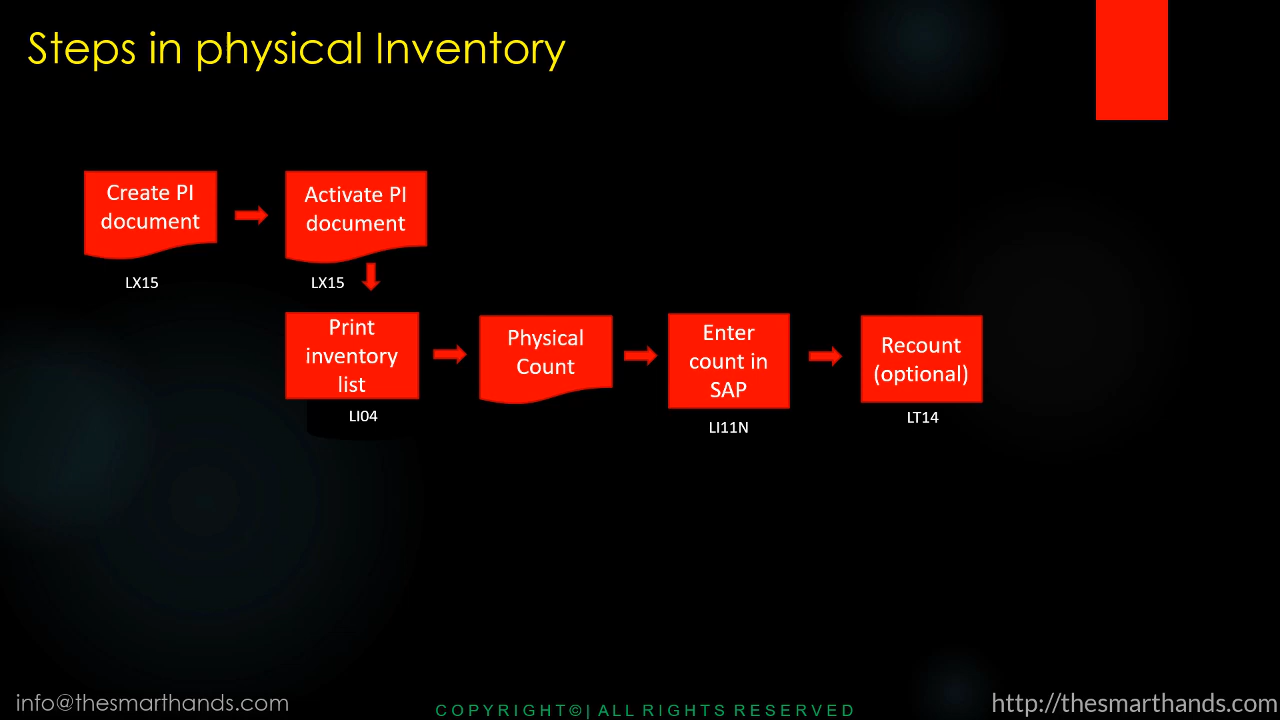 Steps in physical Inventory
Create PI
document
LX15
Activate PI
document
LX15
Print
inventory
list
LI04
Physical
Count
Enter
count in
SAP
LI11N
Recount
(optional)
LT14
info@thesmarthands.com
COPYRIGHT©| ALL RIGHTS RESERVED
http://thesmarthands.com